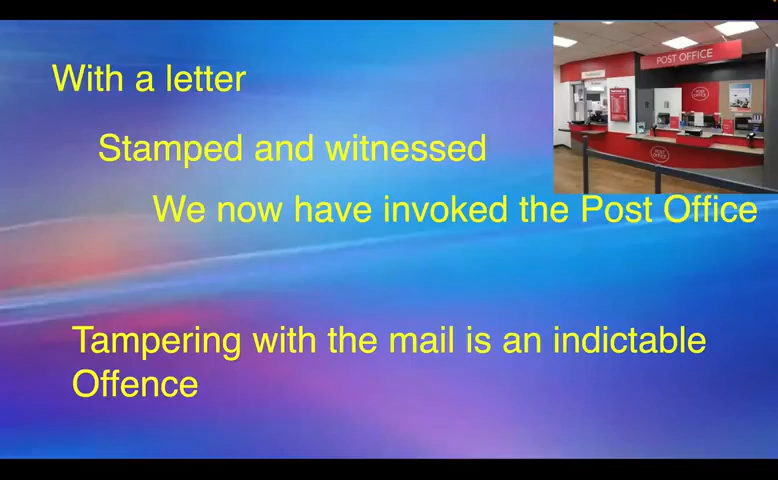 With a letter
POST OFFICE
Stamped and witnessed
We now have invoked the Post Office
Tampering with the mail is an indictable
Offence